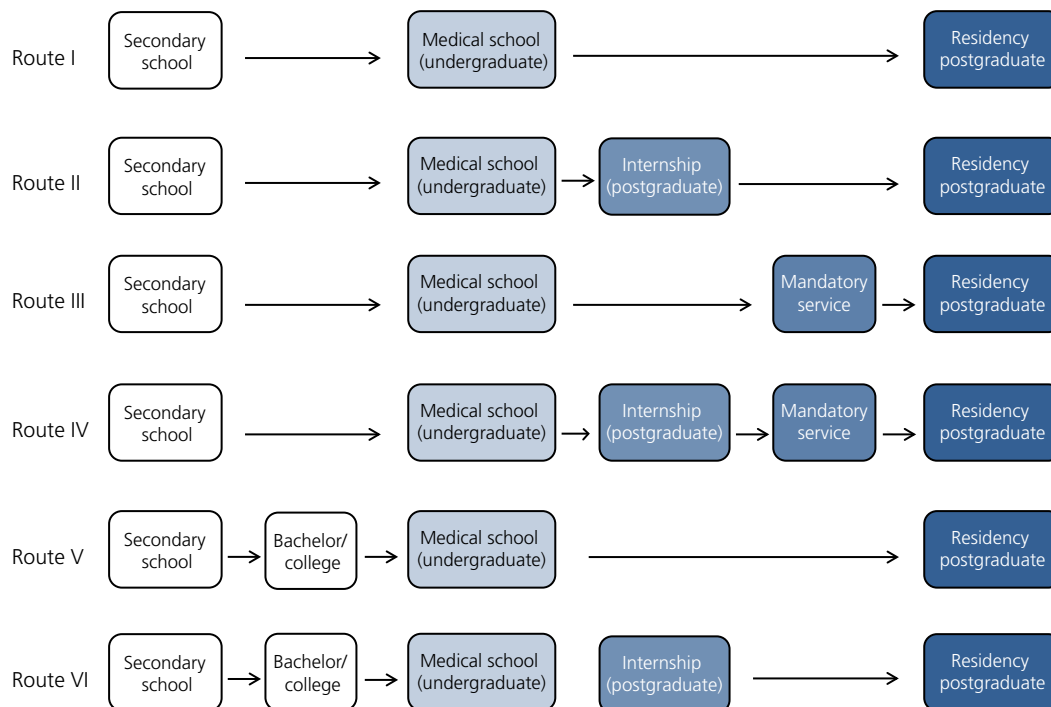 Route I
Secondary
school
Medical school
(undergraduate)
Residency
postgraduate
Route II
Secondary
school
Medical school
(undergraduate)
Internship
(postgraduate)
Residency
postgraduate
Route III
Secondary
school
Medical school
(undergraduate)
Mandatory
service
Residency
postgraduate
Route IV
Secondary
school
Medical school
(undergraduate)
Internship
(postgraduate)
Mandatory
service
Residency
postgraduate
Route V
Secondary
school
Bachelor/
college
Medical school
(undergraduate)
Residency
postgraduate
Route VI
Secondary
school
Bachelor/
college
Medical school
(undergraduate)
Internship
(postgraduate)
Residency
postgraduate